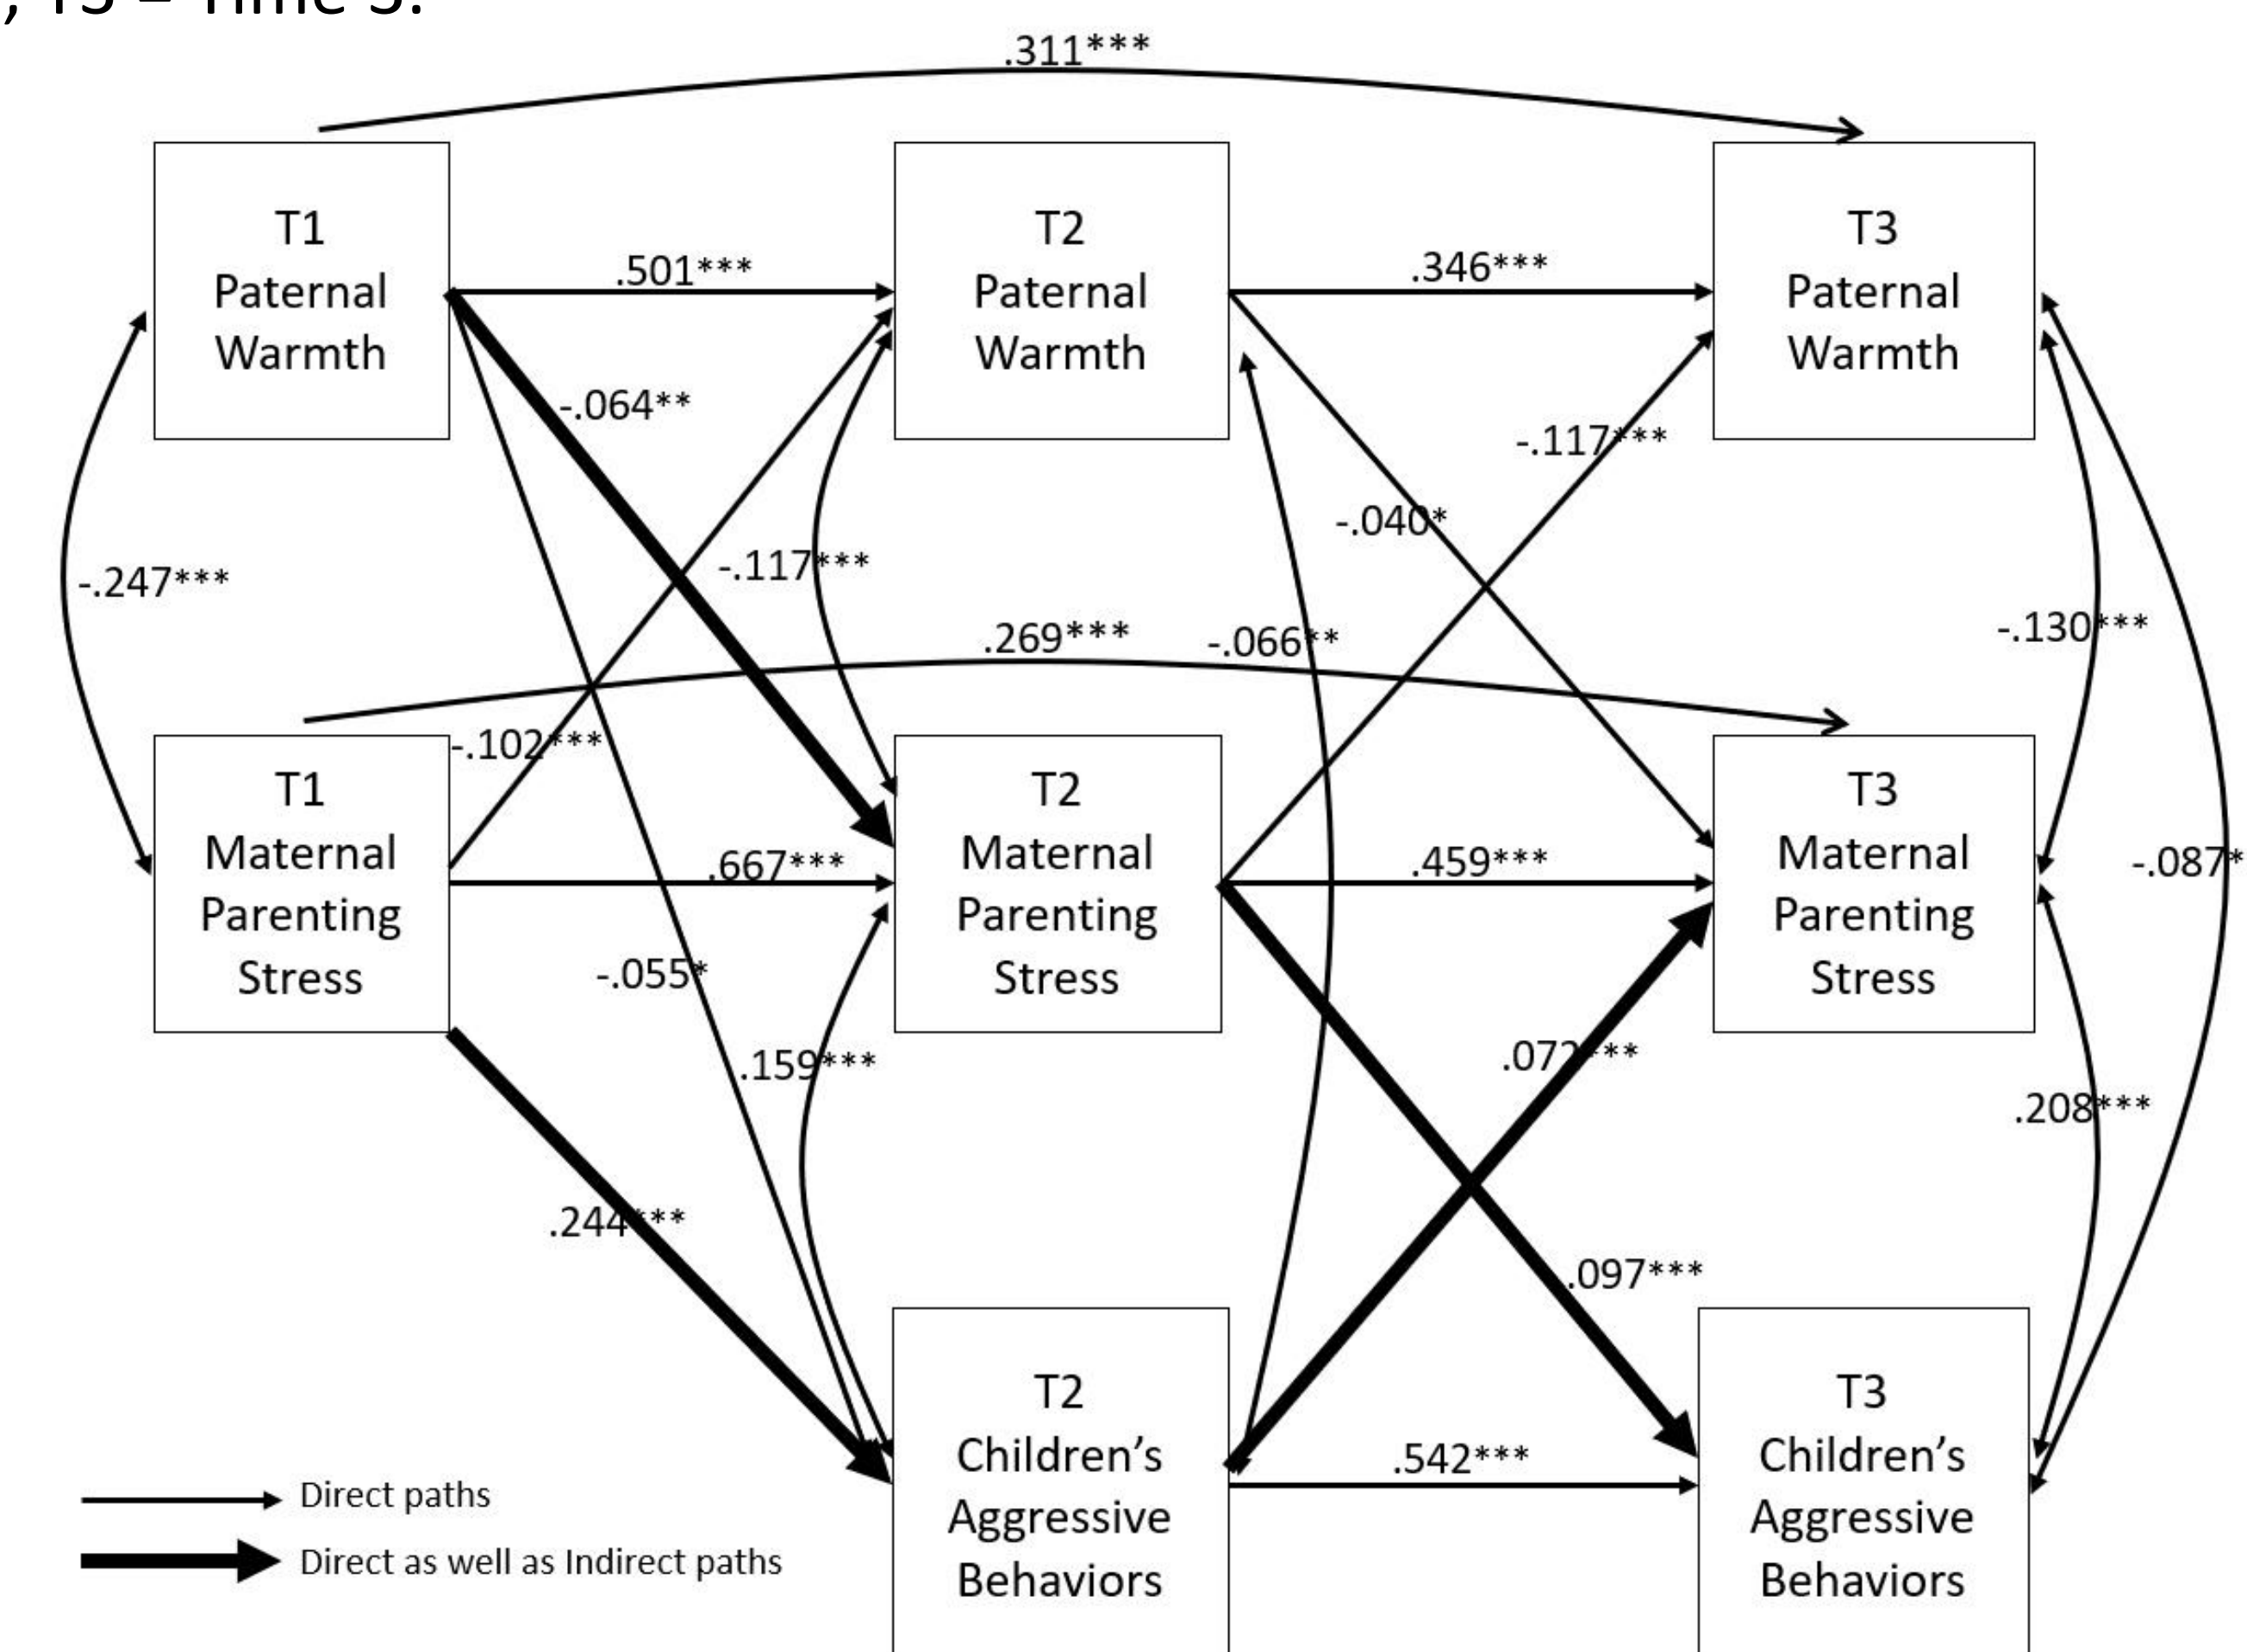 , T3 = Time 3.
.311***
T1
Paternal
Warmth
T2
Paternal
Warmth
T3
Paternal
Warmth
.501***
.346***
-.064**
-.117***
-.040*
-.117***
-.247***
.269***
-.066**
-.130***
-.102***
T1
Maternal
Parenting
Stress
T2
Maternal
Parenting
Stress
T3
Maternal
Parenting
Stress
.667***
.459***
-.087*
-.055*
.159***
.072***
.208***
.244***
.097***
T2
Children’s
Aggressive
Behaviors
T3
Children’s
Aggressive
Behaviors
.542***
Direct paths
Direct as well as Indirect paths